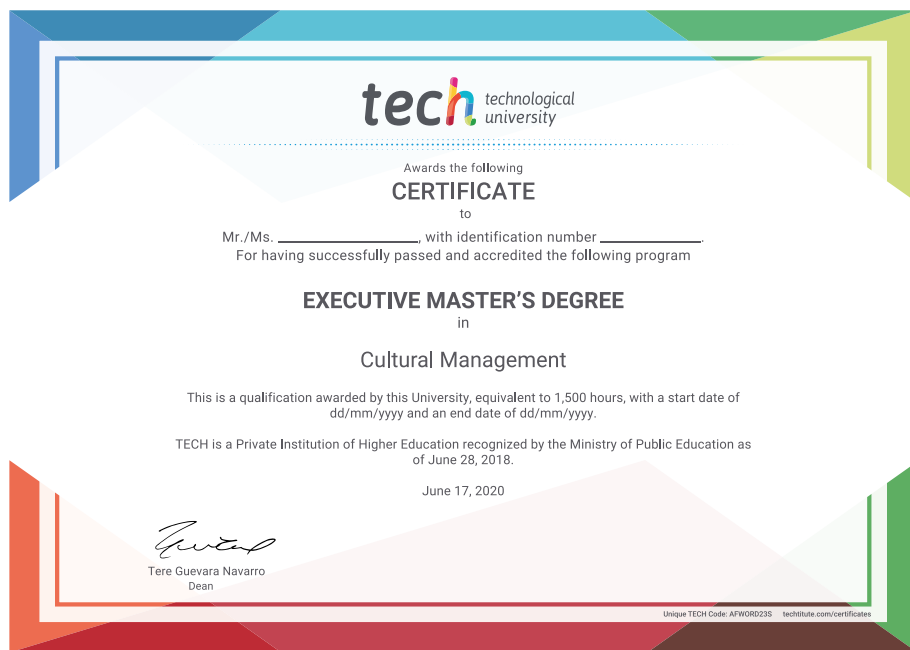 tech technological
university
Awards the following
CERTIFICATE
to
Mr./Ms. ____________________, with identification number ______________.
For having successfully passed and accredited the following program
EXECUTIVE MASTER'S DEGREE
in
Cultural Management
This is a qualification awarded by this University, equivalent to 1,500 hours, with a start date of
dd/mm/yyyy and an end date of dd/mm/yyyy.
TECH is a Private Institution of Higher Education recognized by the Ministry of Public Education as
of June 28, 2018.
June 17, 2020
Tere Guevara Navarro
Dean
Unique TECH Code: AFWORD23S techtitute.com/certificates